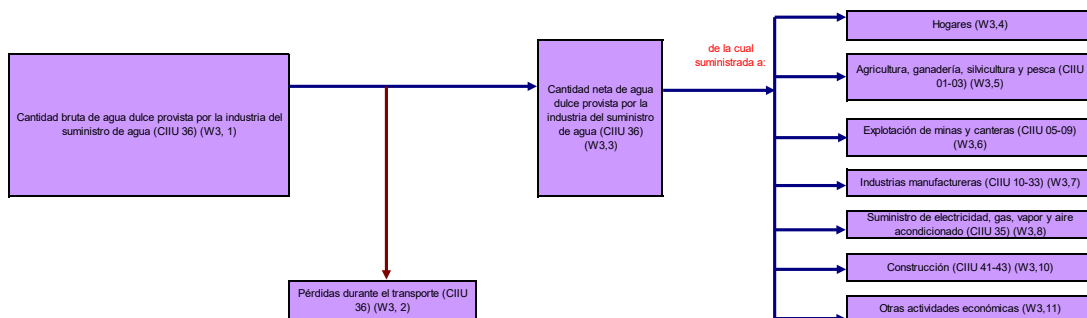 Cantidad bruta de agua dulce provista por la industria del
suministro de agua (CIIU 36) (W3, 1)
Pérdidas durante el transporte (CIIU
36) (W3, 2)
Cantidad neta de agua
dulce provista por la
industria del suministro
de agua (CIIU 36)
(W3,3)
de la cual
suministrada a:
Hogares (W3,4)
Agricultura, ganadería, silvicultura y pesca (CIIU
01-03) (W3,5)
Explotación de minas y canteras (CIIU 05-09)
(W3,6)
Industrias manufactureras (CIIU 10-33) (W3,7)
Suministro de electricidad, gas, vapor y aire
acondicionado (CIIU 35) (W3,8)
Construcción (CIIU 41-43) (W3,10)
Otras actividades económicas (W3,11)